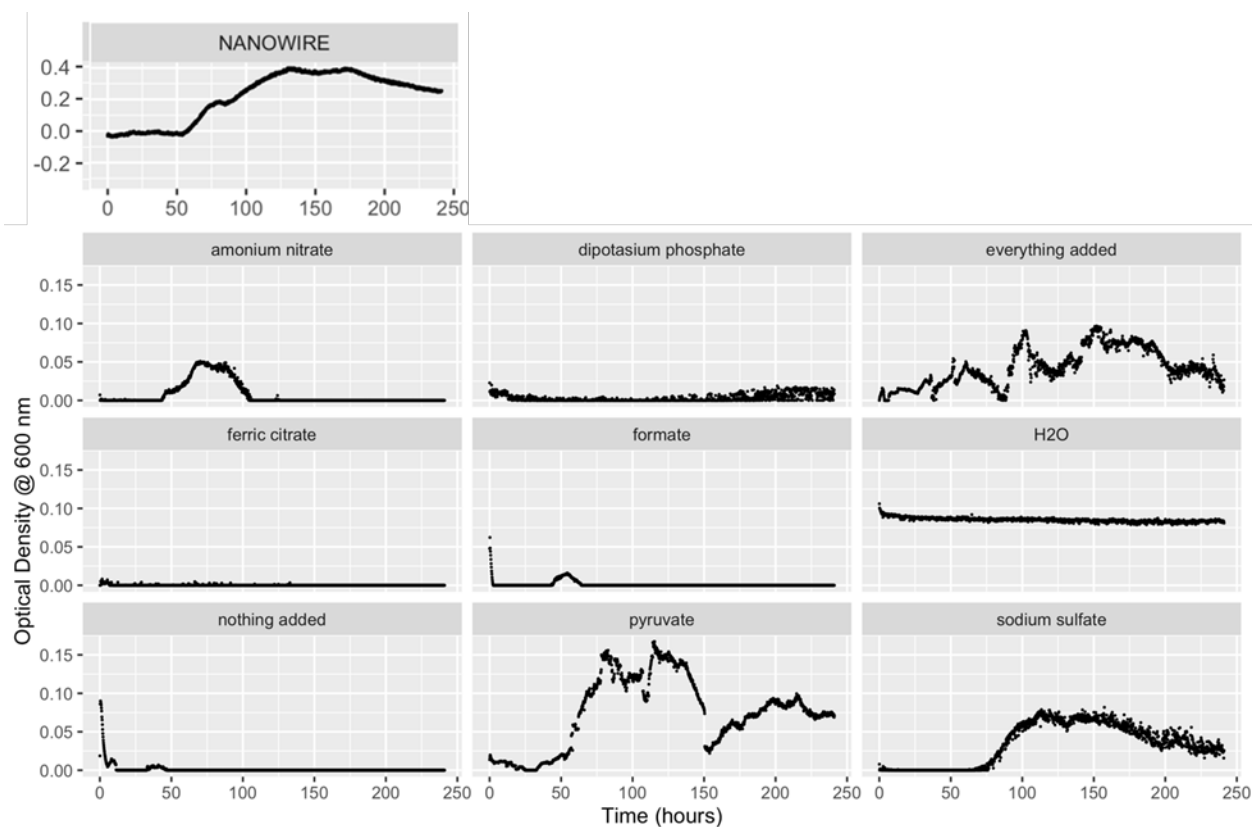 NANOWIRE
0.4
0.2
0.0
-0.2
0 50 100 150 200 250
Optical Density @ 600 nm
amonium nitrate dipotasium phosphate everything added
0.15
0.10
0.05
0.00
ferric citrate formate H2O
0.15
0.10
0.05
0.00
nothing added pyruvate sodium sulfate
0.15
0.10
0.05
0.00
0 50 100 150 200 250 0 50 100 150 200 250 0 50 100 150 200 250
Time (hours)